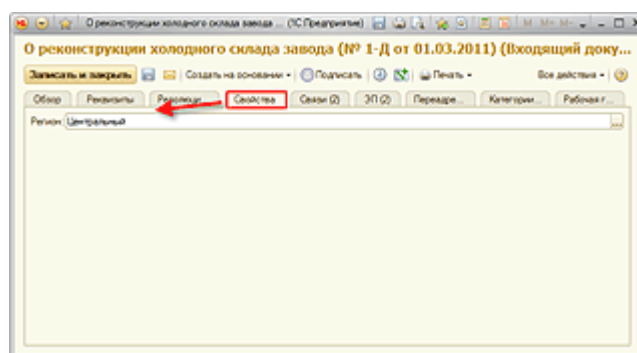 О реконструкции холодного склада завода ... (1С:Предприятие) M M+ M-
О реконструкции холодного склада завода (№ 1-Д от 01.03.2011) (Входящий доку...
Записать и закрыть Создать на основании Подписать Печать Все действия
Обзор Реквизиты Резолюци... Свойства Связи (2) ЭП (2) Переадре... Категории... Рабочая г...
Регион: Центральный ...